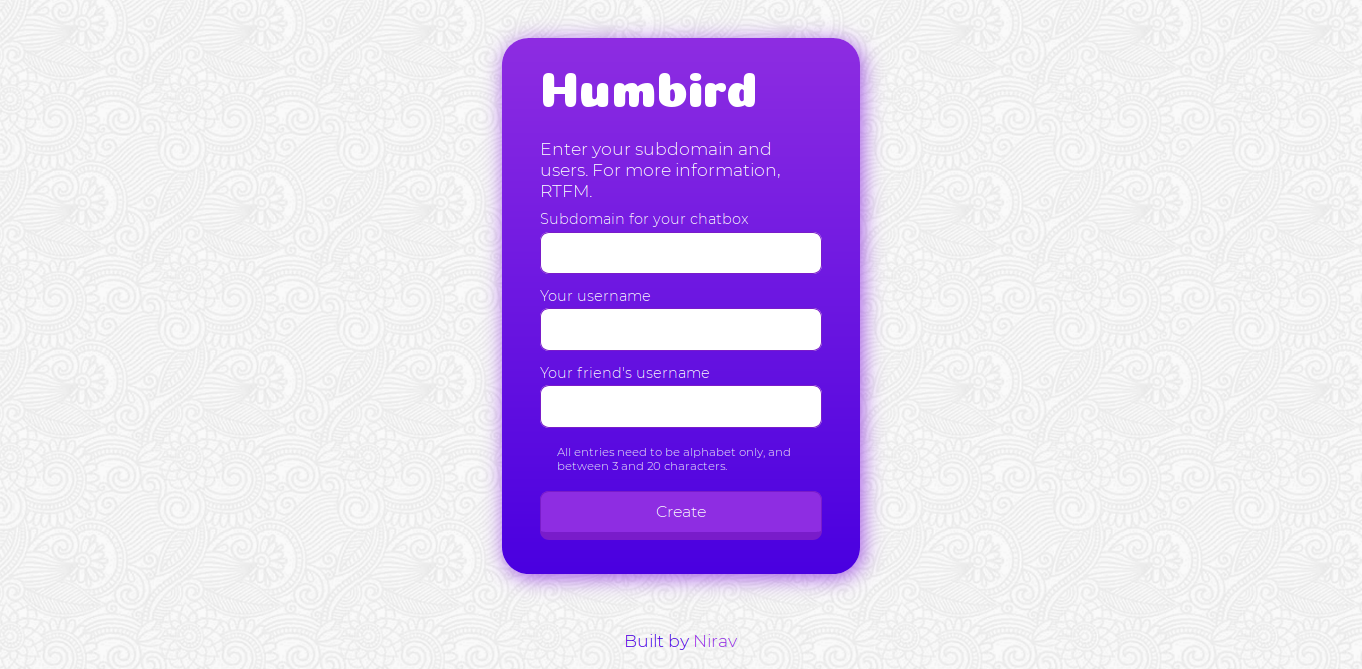 Humbird
Enter your subdomain and
users. For more information,
RTFM.
Subdomain for your chatbox
Your username
Your friend's username
All entries need to be alphabet only, and
between 3 and 20 characters.
Create
Built by Nirav